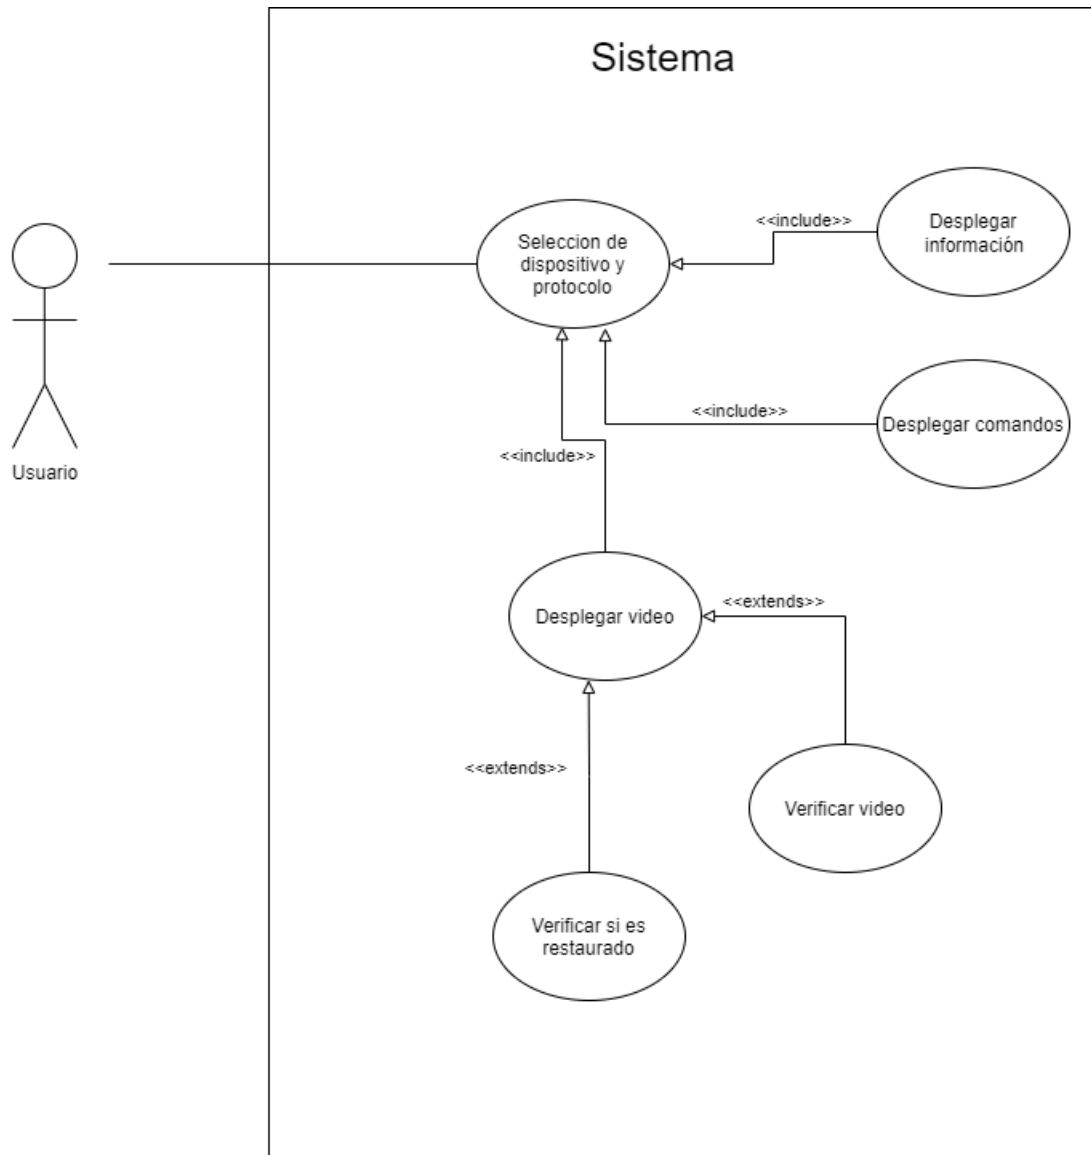 Sistema
Seleccion de
dispositivo y
protocolo
<<include>>
Desplegar
información
<<include>>
Desplegar comandos
Usuario
<<include>>
Desplegar video
<<extends>>
<<extends>>
Verificar video
Verificar si es
restaurado